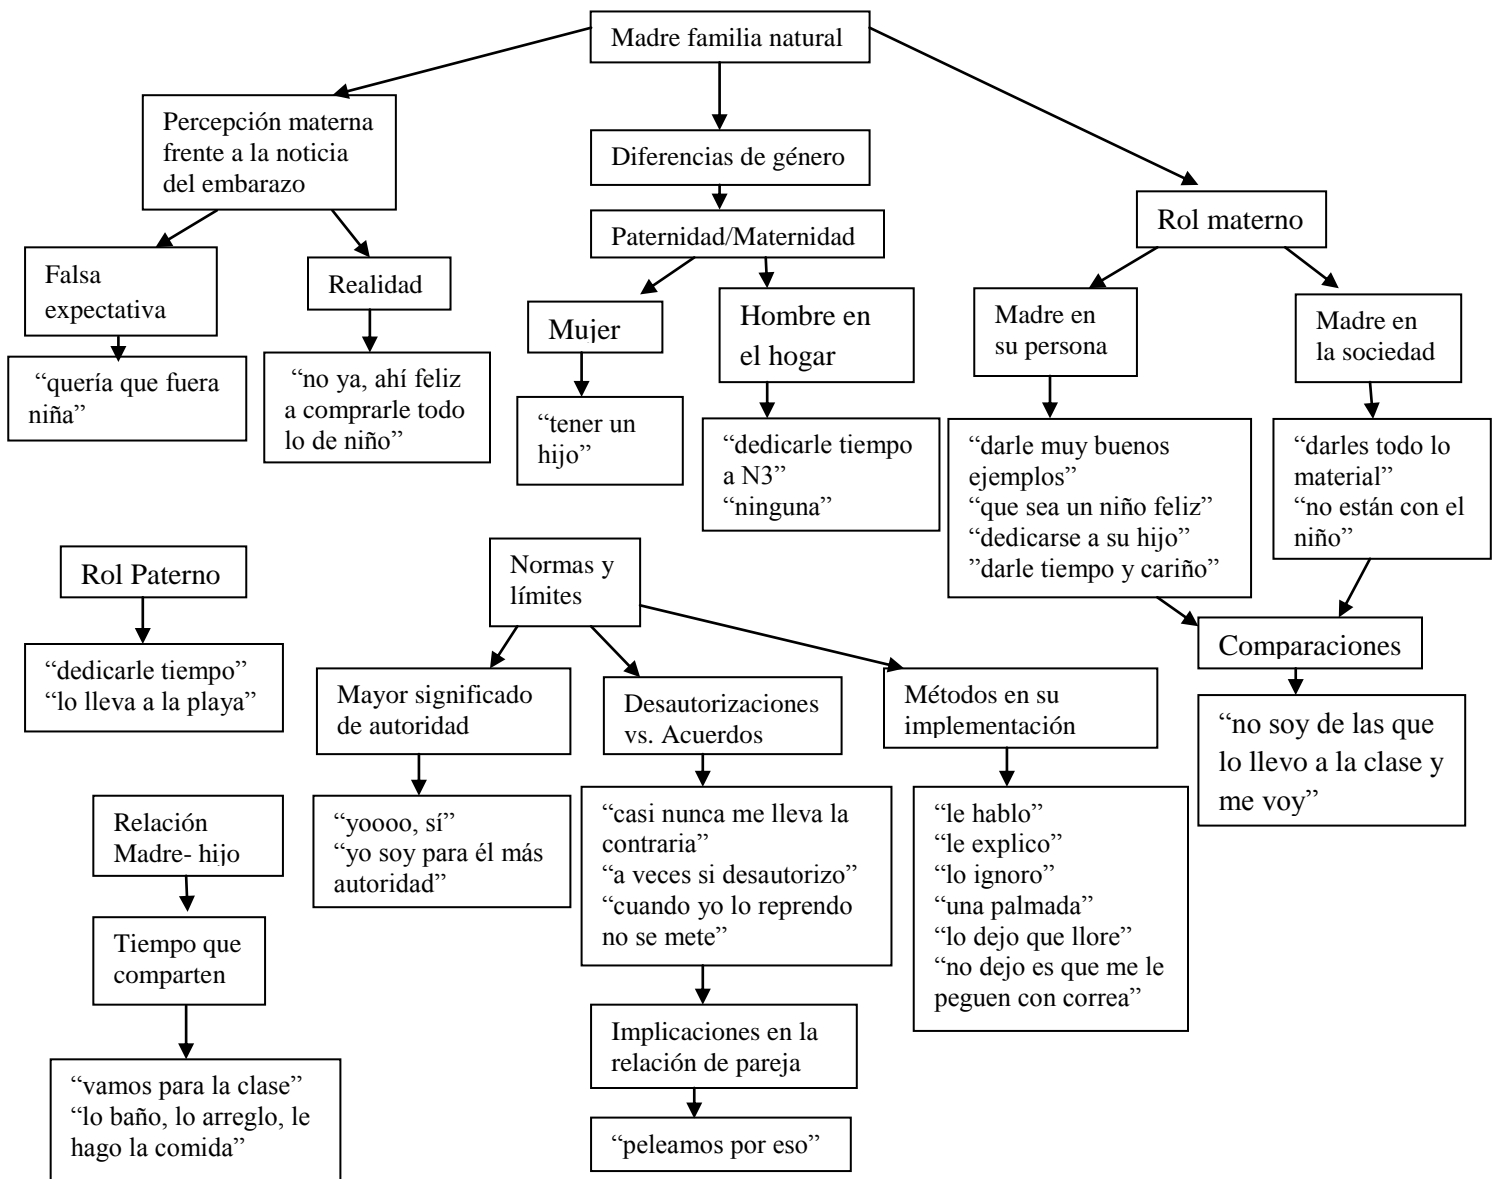 Madre familia natural
Percepción materna
frente a la noticia
del embarazo
Diferencias de género
Rol materno
Paternidad/Maternidad
Falsa
expectativa
Realidad
Mujer
Hombre en
el hogar
Madre en
su persona
Madre en
la sociedad
“quería que fuera
niña”
“no ya, ahí feliz
a comprarle todo
lo de niño”
“tener un
hijo”
“dedicarle tiempo
a N3”
“ninguna”
“darle muy buenos
ejemplos”
“que sea un niño feliz”
“dedicarse a su hijo”
”darle tiempo y cariño”
“darles todo lo
material”
“no están con el
niño”
Comparaciones
“no soy de las que
lo llevo a la clase y
me voy”
Rol Paterno
“dedicarle tiempo”
“lo lleva a la playa”
Normas y
límites
Mayor significado
de autoridad
Desautorizaciones
vs. Acuerdos
Métodos en su
implementación
“yoooo, sí”
“yo soy para él más
autoridad”
“casi nunca me lleva la
contraria”
“a veces si desautorizo”
“cuando yo lo reprendo
no se mete”
“le hablo”
“le explico”
“lo ignoro”
“una palmada”
“lo dejo que llore”
“no dejo es que me le
peguen con correa”
Implicaciones en la
relación de pareja
“peleamos por eso”
Relación
Madre- hijo
Tiempo que
comparten
“vamos para la clase”
“lo baño, lo arreglo, le
hago la comida”